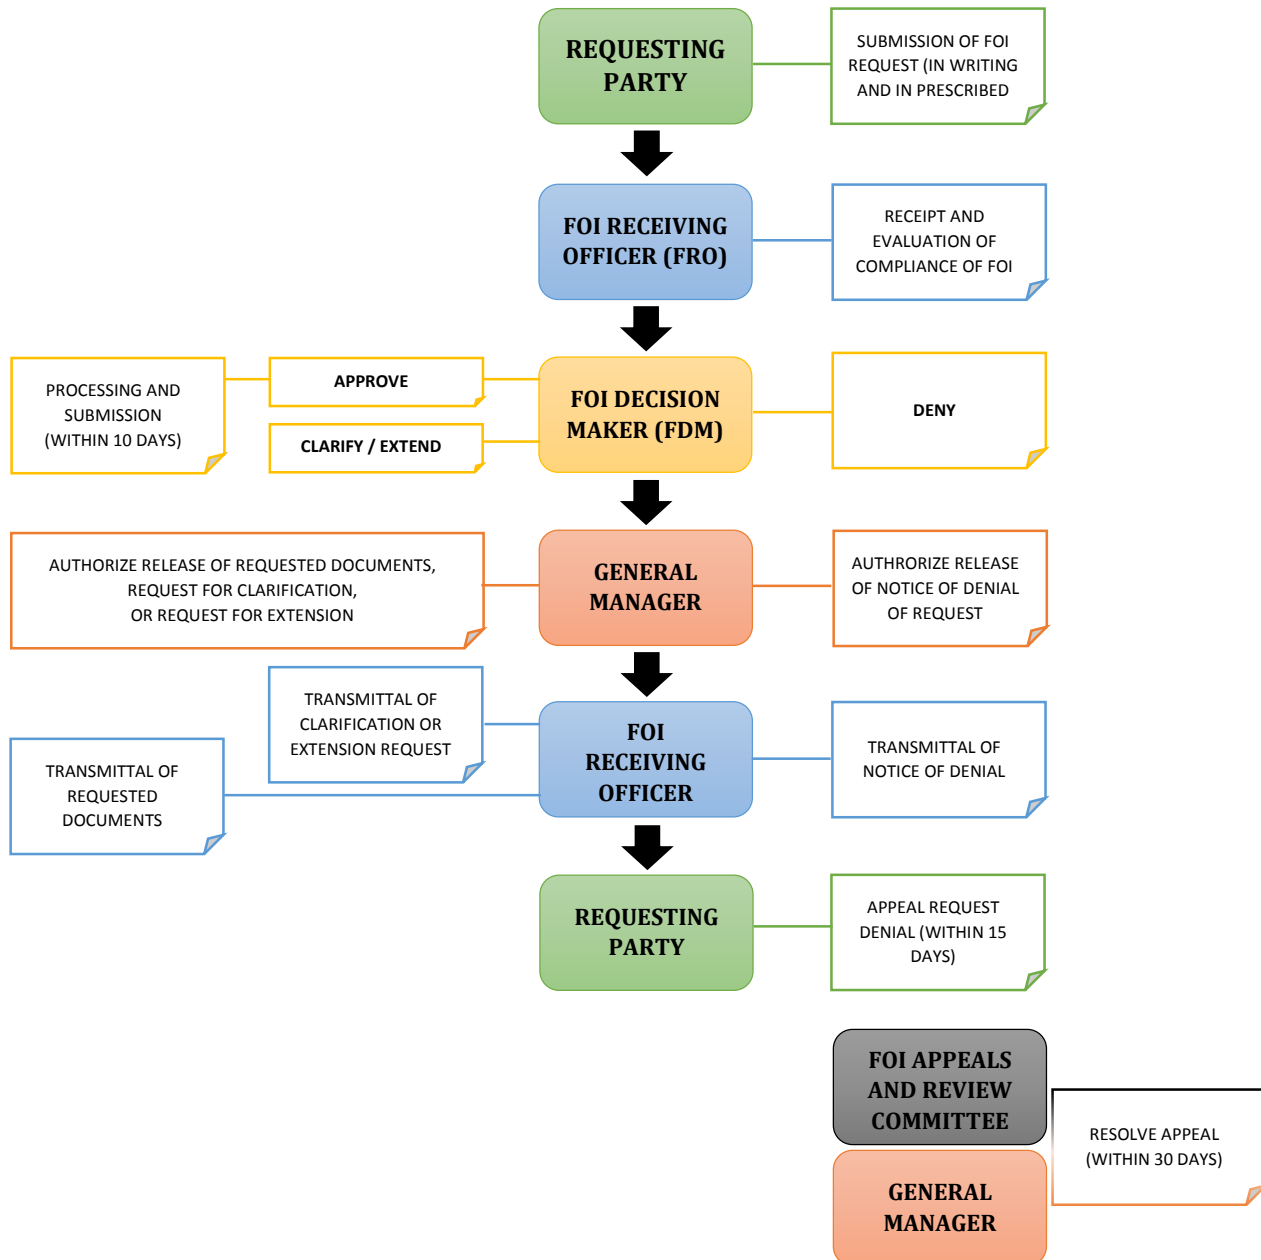 REQUESTING
PARTY
SUBMISSION OF FOI
REQUEST (IN WRITING
AND IN PRESCRIBED
FOI RECEIVING
OFFICER (FRO)
RECEIPT AND
EVALUATION OF
COMPLIANCE OF FOI
PROCESSING AND
SUBMISSION
(WITHIN 10 DAYS)
APPROVE
CLARIFY / EXTEND
FOI DECISION
MAKER (FDM)
DENY
AUTHORIZE RELEASE OF REQUESTED DOCUMENTS,
REQUEST FOR CLARIFICATION,
OR REQUEST FOR EXTENSION
GENERAL
MANAGER
AUTHRORIZE RELEASE
OF NOTICE OF DENIAL
OF REQUEST
TRANSMITTAL OF
REQUESTED
DOCUMENTS
TRANSMITTAL OF
CLARIFICATION OR
EXTENSION REQUEST
FOI
RECEIVING
OFFICER
TRANSMITTAL OF
NOTICE OF DENIAL
REQUESTING
PARTY
APPEAL REQUEST
DENIAL (WITHIN 15
DAYS)
FOI APPEALS
AND REVIEW
COMMITTEE
GENERAL
MANAGER
RESOLVE APPEAL
(WITHIN 30 DAYS)